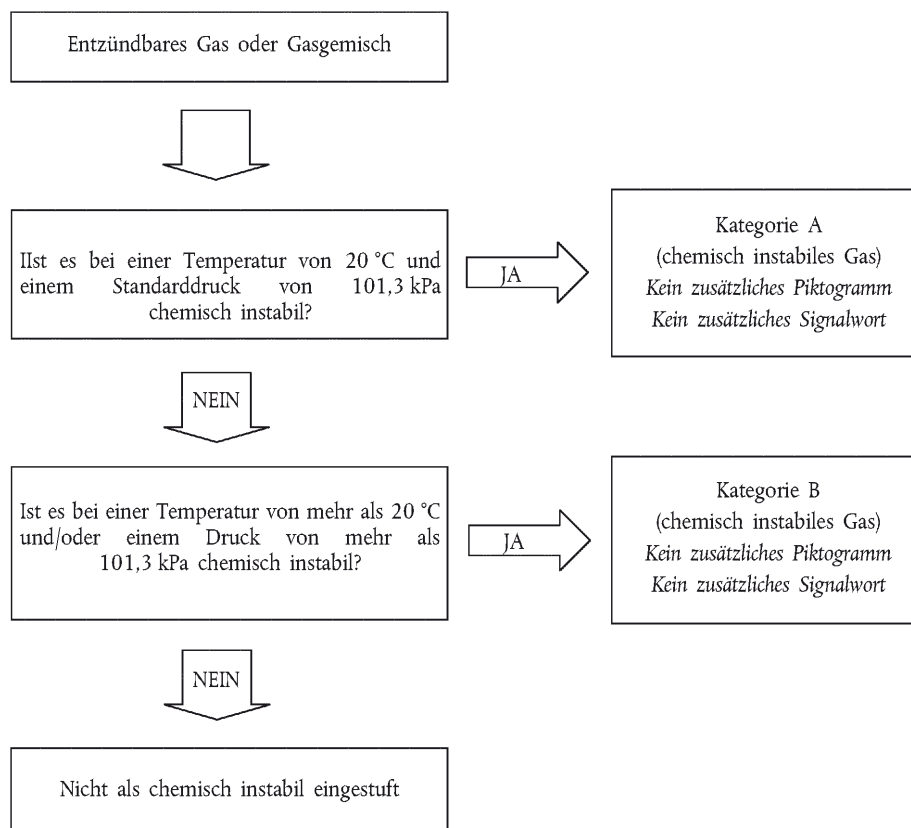 Entzündbares Gas oder Gasgemisch
IIst es bei einer Temperatur von 20 °C und
einem Standarddruck von 101,3 kPa
chemisch instabil?
JA
Kategorie A
(chemisch instabiles Gas)
Kein zusätzliches Piktogramm
Kein zusätzliches Signalwort
NEIN
Ist es bei einer Temperatur von mehr als 20 °C
und/oder einem Druck von mehr als
101,3 kPa chemisch instabil?
JA
Kategorie B
(chemisch instabiles Gas)
Kein zusätzliches Piktogramm
Kein zusätzliches Signalwort
NEIN
Nicht als chemisch instabil eingestuft